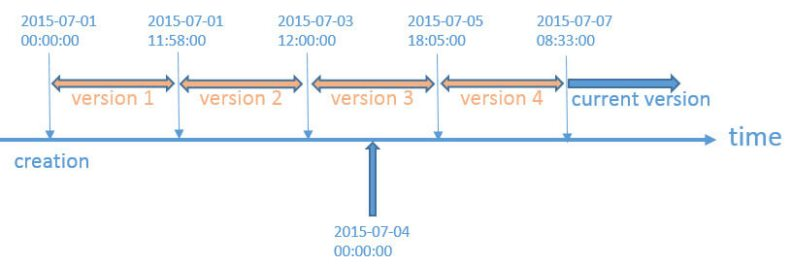 2015-07-01 2015-07-01 2015-07-03 2015-07-05 2015-07-07
00:00:00 11:58:00 12:00:00 18:05:00 08:33:00
version 1 version 2 version 3 version 4 current version
time
creation
2015-07-04
00:00:00